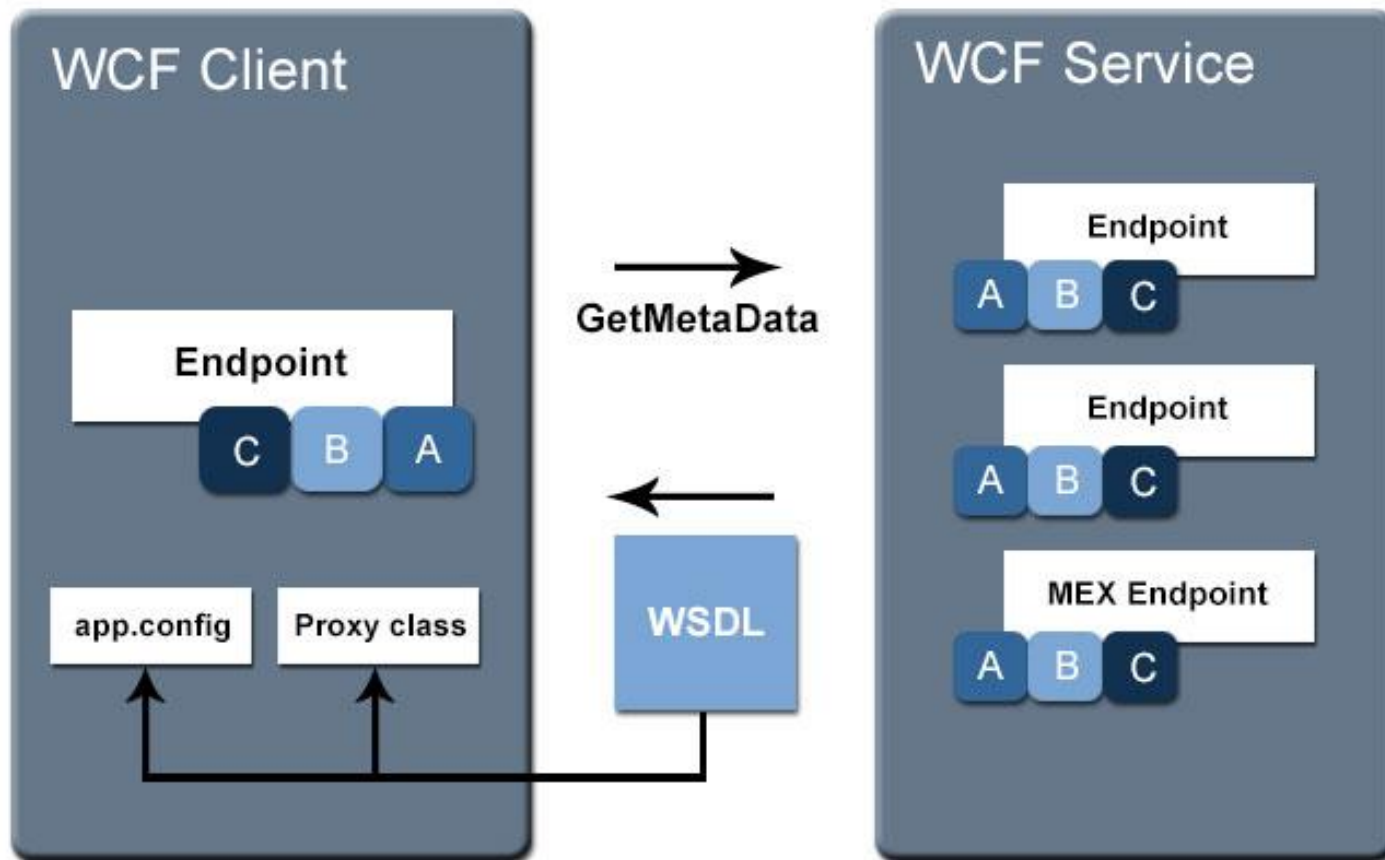 WCF Client
Endpoint
C B A
app.config
Proxy class
GetMetaData
WSDL
WCF Service
Endpoint
A B C
Endpoint
A B C
MEX Endpoint
A B C